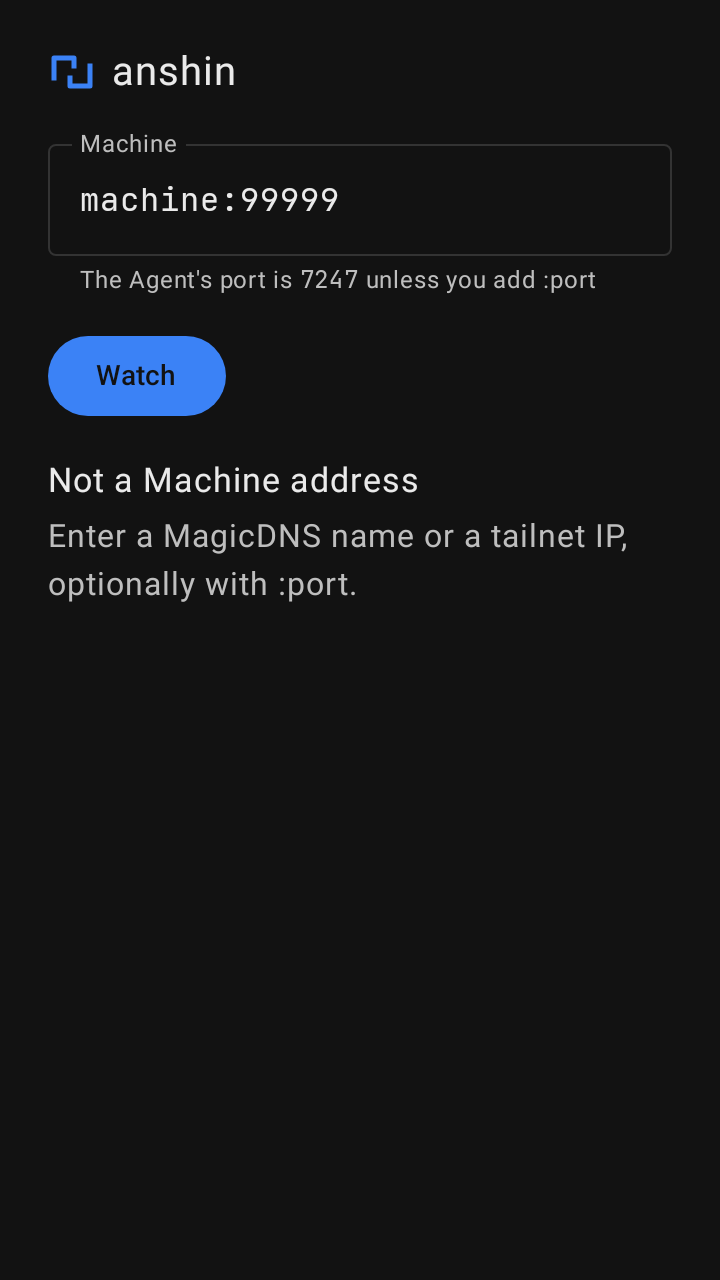 anshin
Machine
machine:99999
The Agent's port is 7247 unless you add :port
Watch
Not a Machine address
Enter a MagicDNS name or a tailnet IP,
optionally with :port.